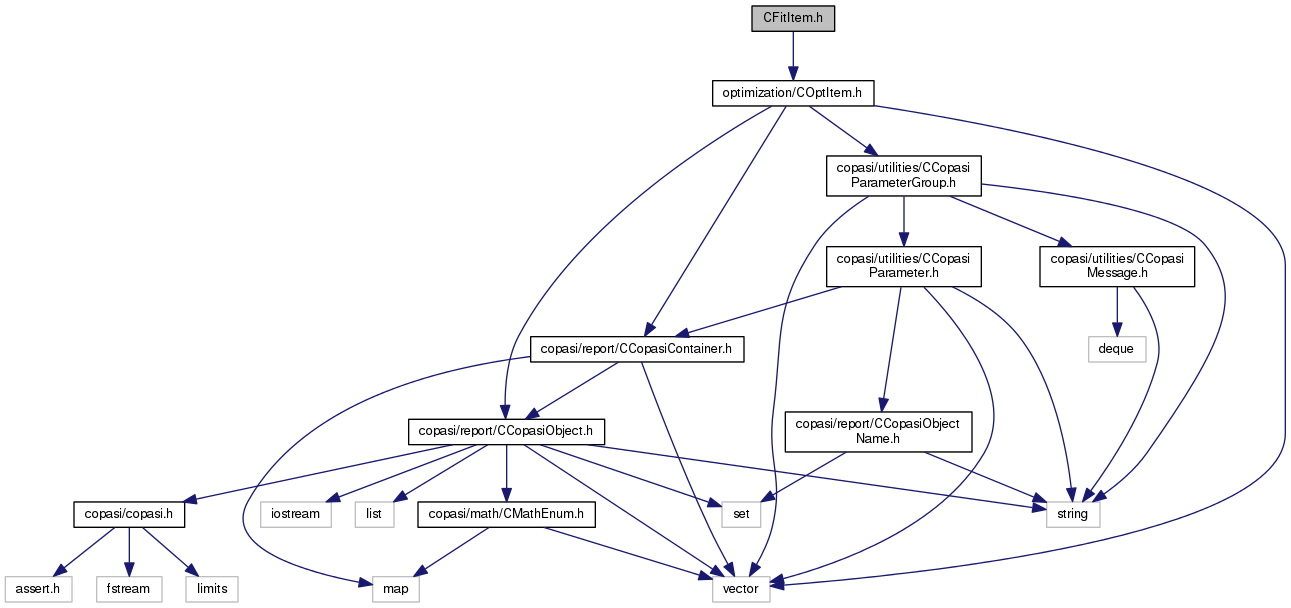 CFitItem.h
optimization/COptItem.h
copasi/utilities/CCopasi
ParameterGroup.h
copasi/utilities/CCopasi
Parameter.h
copasi/utilities/CCopasi
Message.h
copasi/report/CCopasiContainer.h
deque
copasi/report/CCopasiObject.h
copasi/report/CCopasiObject
Name.h
copasi/copasi.h
iostream
list
copasi/math/CMathEnum.h
set
string
assert.h
fstream
limits
map
vector